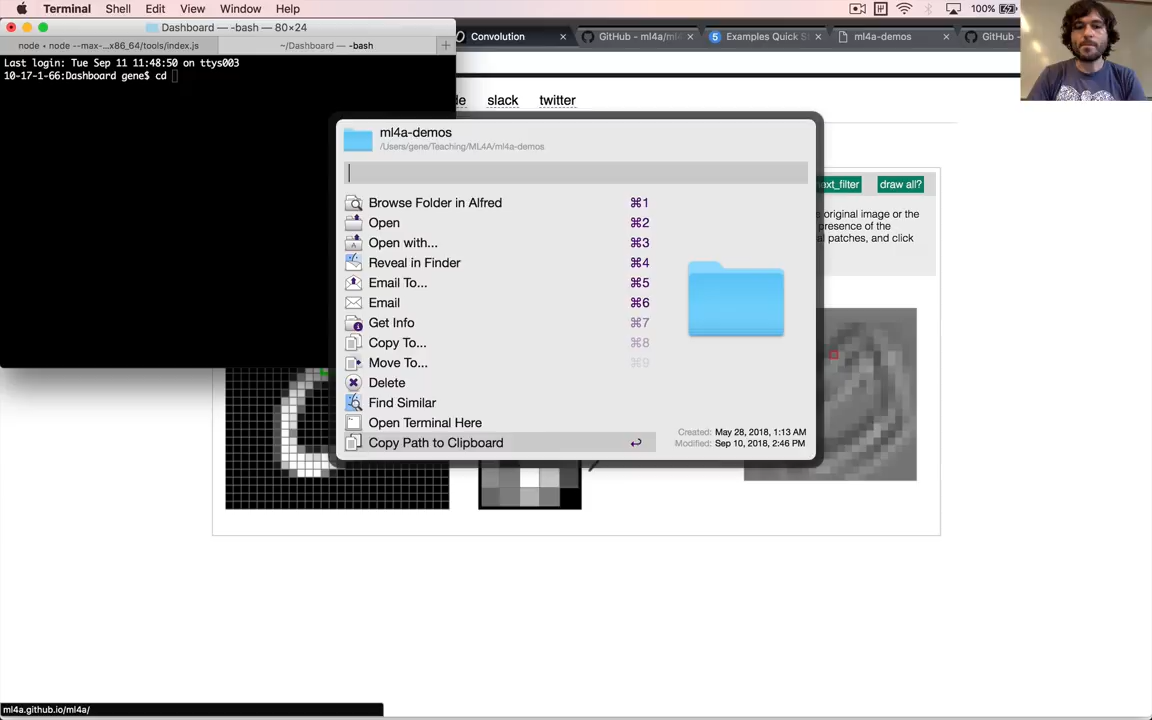 Terminal Shell Edit View Window Help 100%
Dashboard — -bash — 80×24
node ◂ node --max-...x86_64/tools/index.js ~/Dashboard — -bash +
Convolution × GitHub - ml4a/ml × 5 Examples Quick S × ml4a-demos × GitHub -
Last login: Tue Sep 11 11:48:50 on ttys003
10-17-1-66:Dashboard gene$ cd
de slack twitter
ml4a-demos
/Users/gene/Teaching/ML4A/ml4a-demos
Browse Folder in Alfred ⌘1
Open ⌘2
Open with... ⌘3
Reveal in Finder ⌘4
Email To... ⌘5
Email ⌘6
Get Info ⌘7
Copy To... ⌘8
Move To... ⌘9
Delete
Find Similar
Open Terminal Here
Copy Path to Clipboard ↩
Created: May 28, 2018, 1:13 AM
Modified: Sep 10, 2018, 2:46 PM
ext_filter draw all?
s original image or the
presence of the
al patches, and click
ml4a.github.io/ml4a/